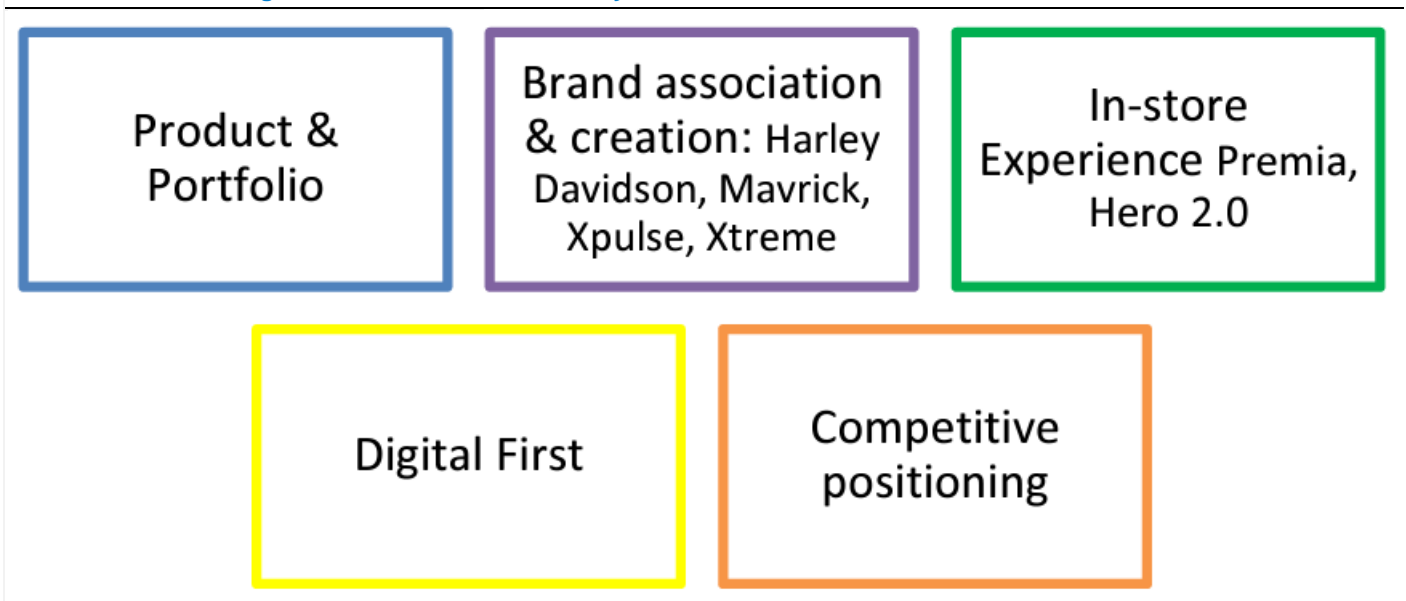 Product &
Portfolio
Brand association
& creation: Harley
Davidson, Mavrick,
Xpulse, Xtreme
In-store
Experience Premia,
Hero 2.0
Digital First
Competitive
positioning